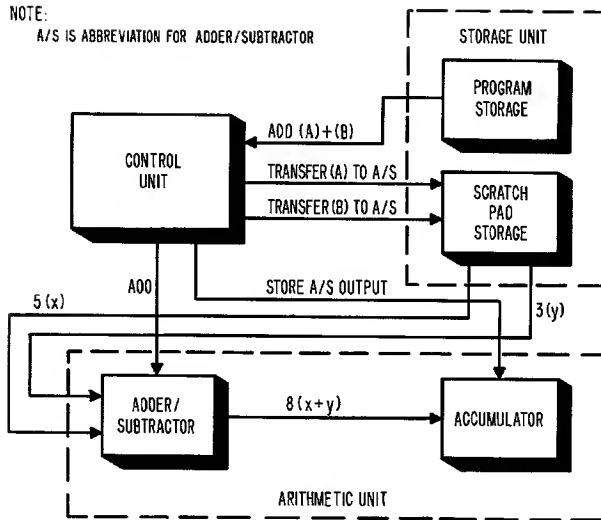 NOTE:
A/S IS ABBREVIATION FOR ADDER/SUBTRACTOR
STORAGE UNIT
PROGRAM
STORAGE
ADD (A)+(B)
CONTROL
UNIT
TRANSFER (A) TO A/S
TRANSFER (B) TO A/S
SCRATCH
PAD
STORAGE
ADD
STORE A/S OUTPUT
5(x)
3(y)
ADDER/
SUBTRACTOR
8(x+y)
ACCUMULATOR
ARITHMETIC UNIT